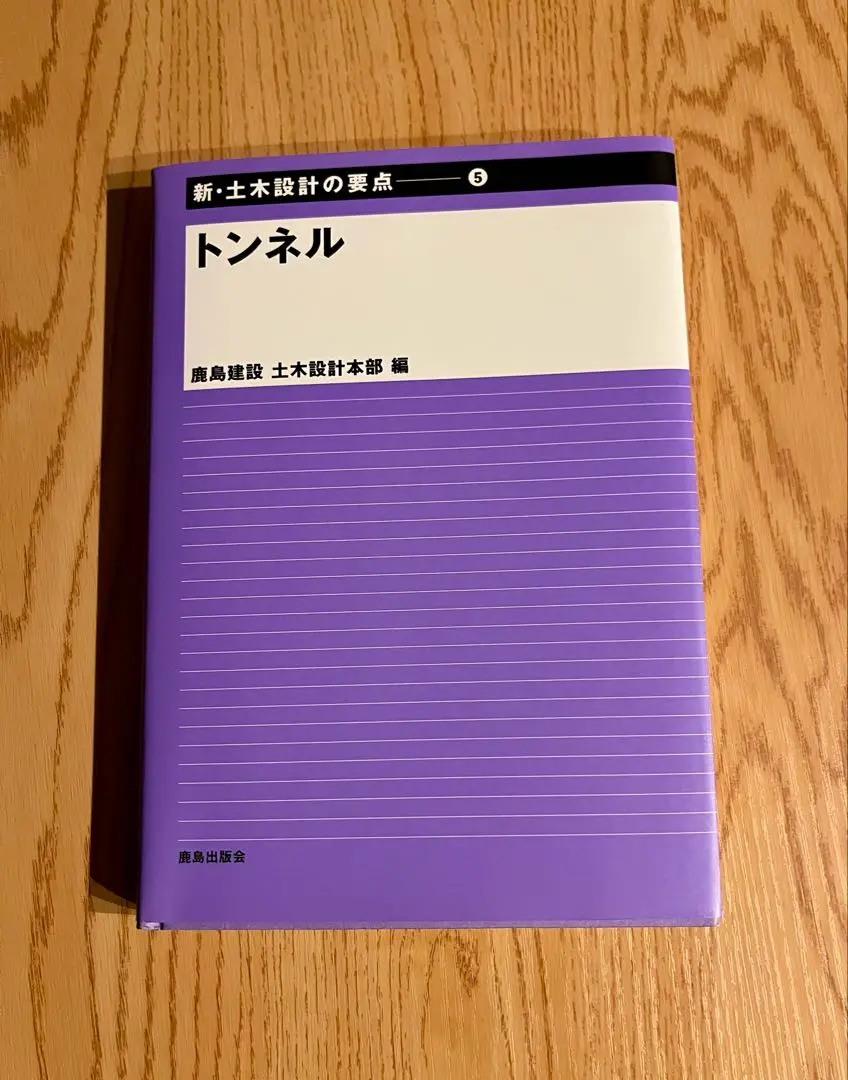 新・土木設計の要点――❺
トンネル
鹿島建設 土木設計本部 編
鹿島出版会